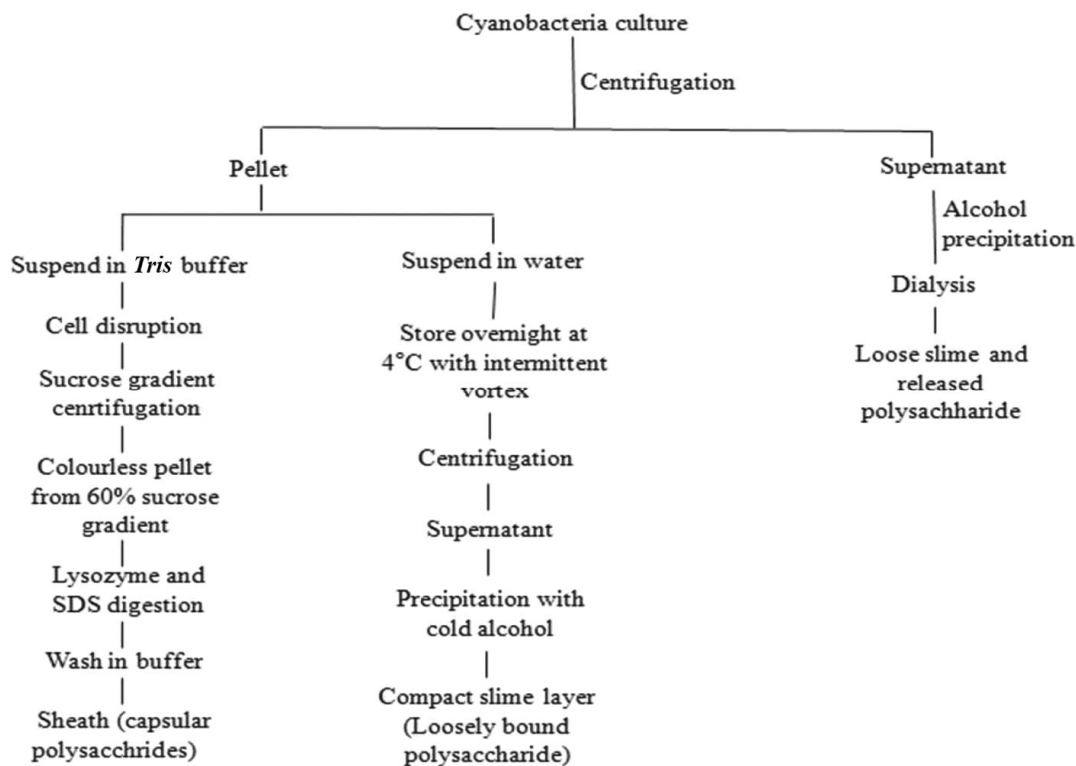 Cyanobacteria culture
Centrifugation
Pellet
Supernatant
Alcohol
precipitation
Dialysis
Loose slime and
released
polysachharide
Suspend in Tris buffer
Cell disruption
Sucrose gradient
cenrtifugation
Colourless pellet
from 60% sucrose
gradient
Lysozyme and
SDS digestion
Wash in buffer
Sheath (capsular
polysacchrides)
Suspend in water
Store overnight at
4°C with intermittent
vortex
Centrifugation
Supernatant
Precipitation with
cold alcohol
Compact slime layer
(Loosely bound
polysaccharide)